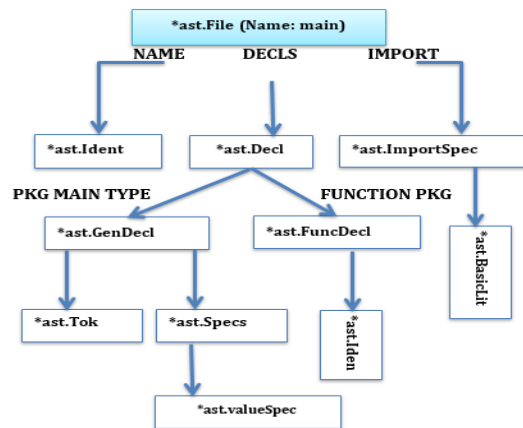 *ast.File (Name: main)
NAME DECLS IMPORT
*ast.Ident *ast.Decl *ast.ImportSpec
PKG MAIN TYPE FUNCTION PKG
*ast.GenDecl *ast.FuncDecl
*ast.BasicLit
*ast.Tok *ast.Specs
*ast.Iden
*ast.valueSpec